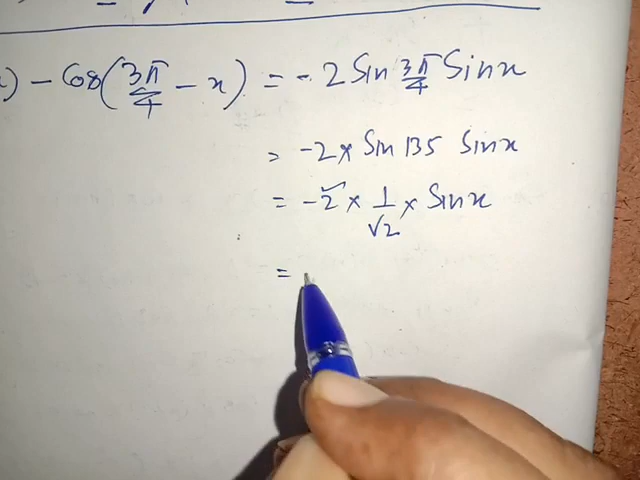 x) - Cos(3π/4 - x) = - 2 Sin 3π/4 Sinx
= -2 × Sin 135 Sinx
= -2 × 1/√2 × Sinx
=